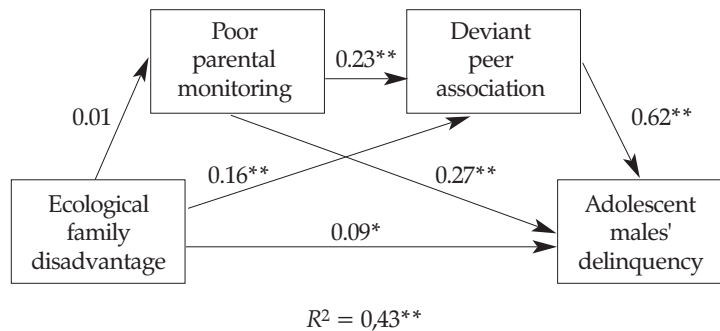 Poor
parental
monitoring
0.23**
Deviant
peer
association
0.01
0.62**
0.16**
0.27**
Ecological
family
disadvantage
0.09*
Adolescent
males'
delinquency
R² = 0,43**